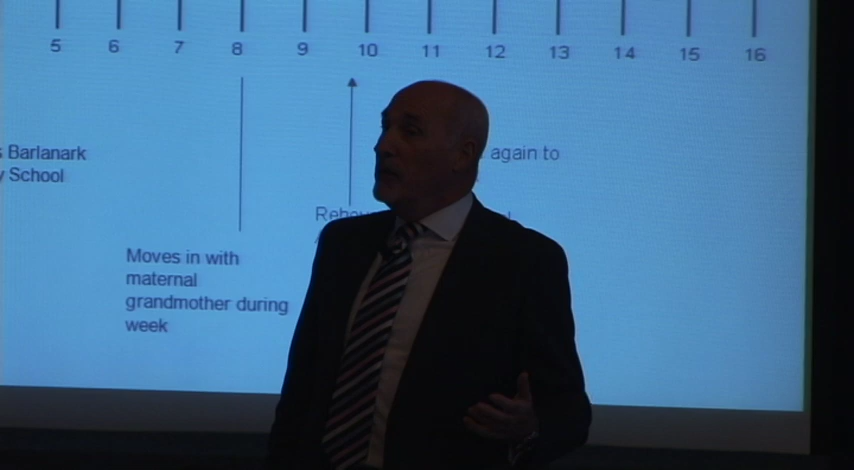 5 6 7 8 9 10 11 12 13 14 15 16
Barlanark
School
again to
Moves in with
maternal
grandmother during
week